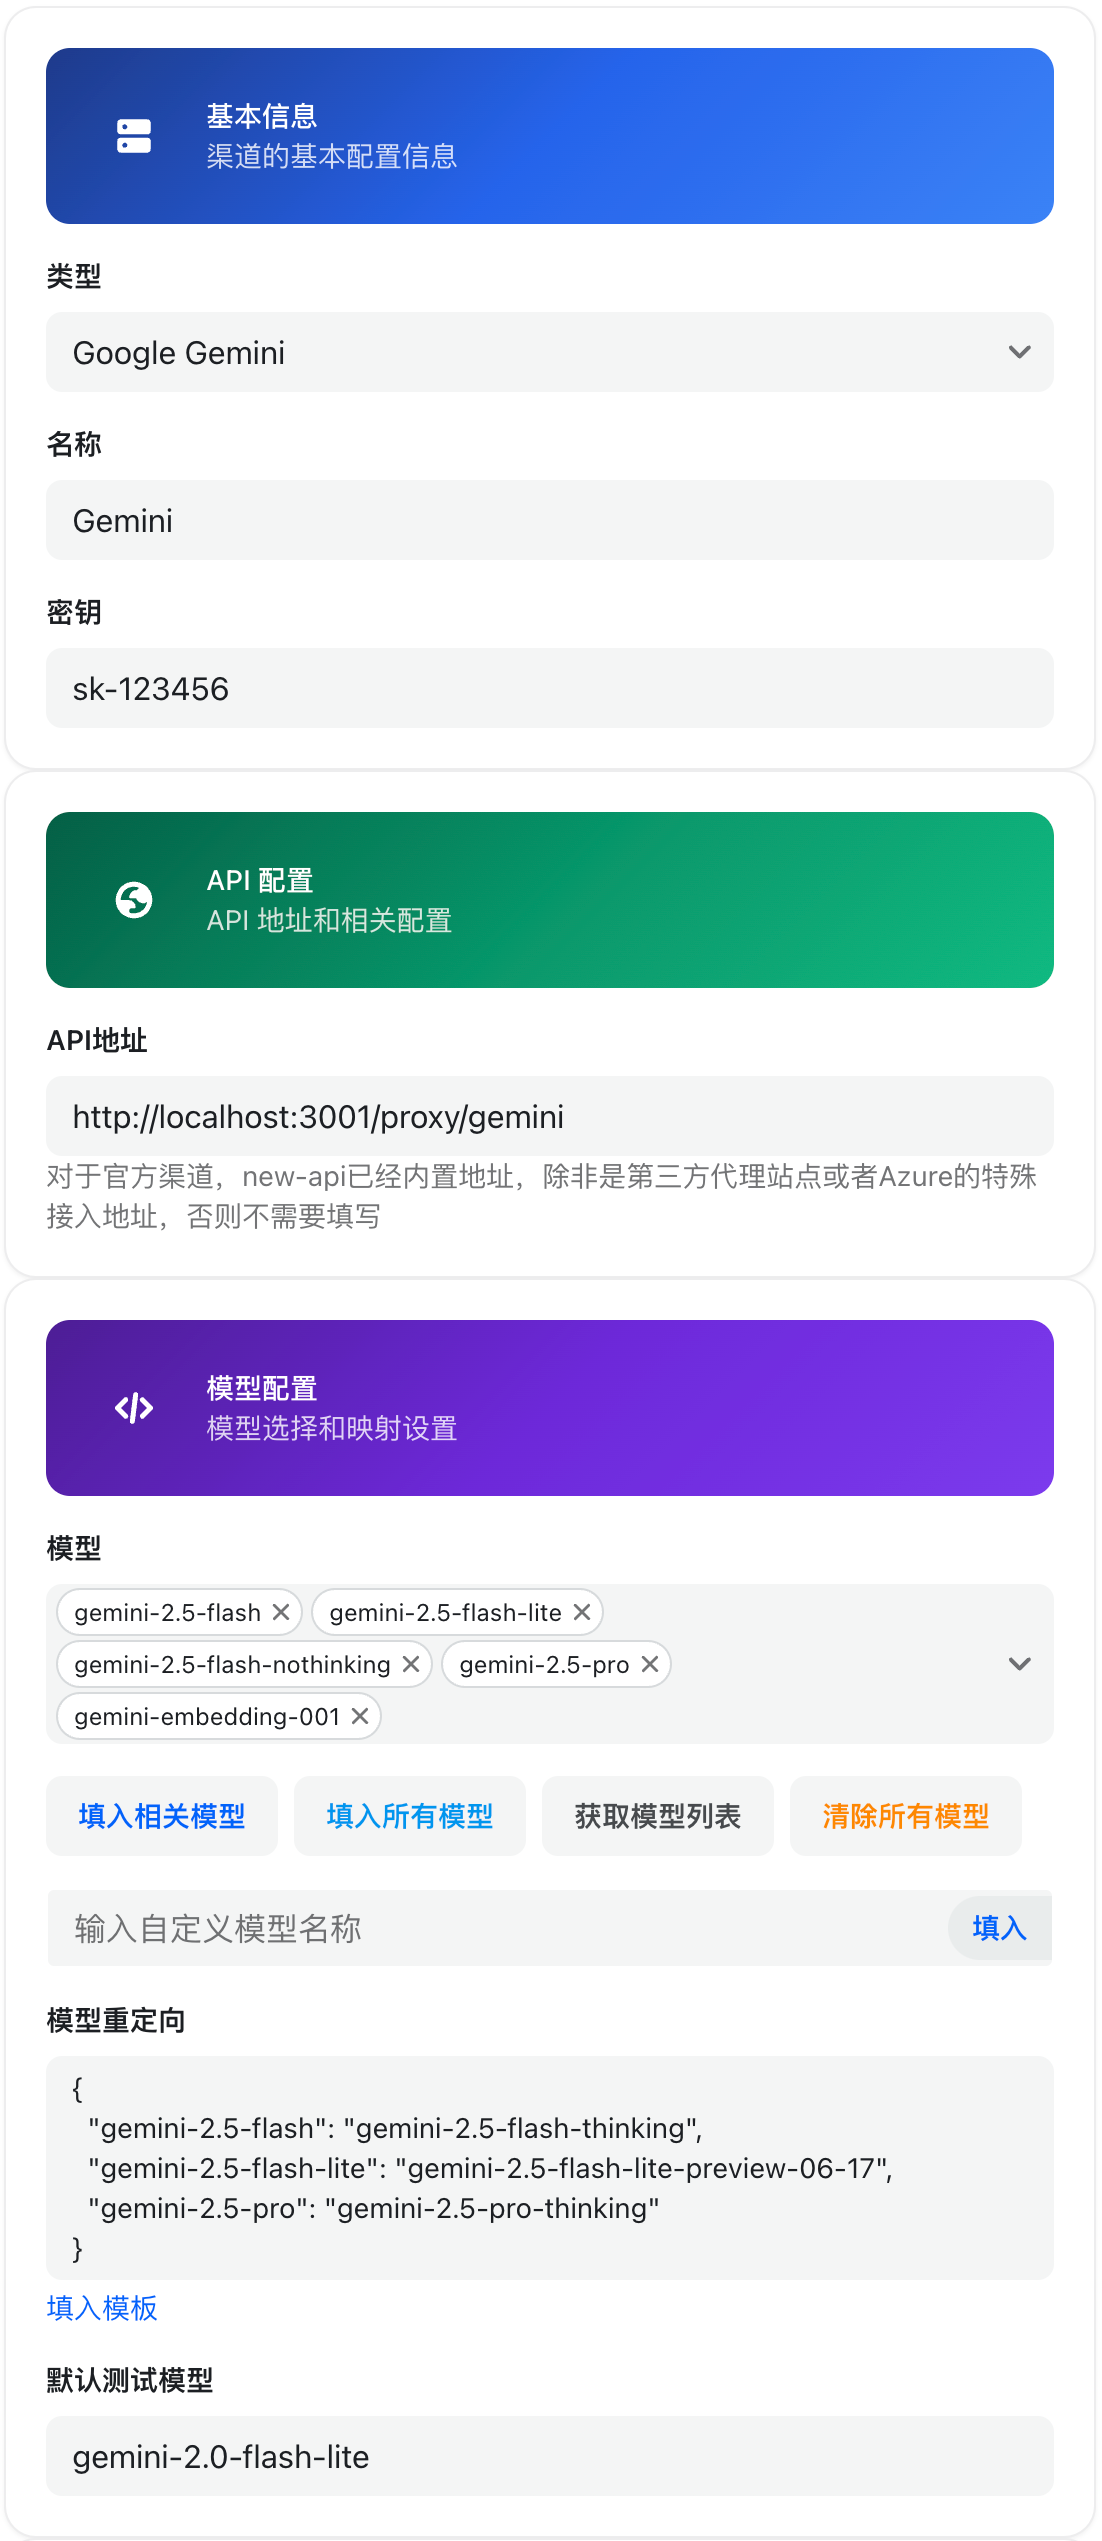 基本信息
渠道的基本配置信息
类型
Google Gemini
名称
Gemini
密钥
sk-123456
API 配置
API 地址和相关配置
API地址
http://localhost:3001/proxy/gemini
对于官方渠道，new-api已经内置地址，除非是第三方代理站点或者Azure的特殊
接入地址，否则不需要填写
模型配置
模型选择和映射设置
模型
gemini-2.5-flash gemini-2.5-flash-lite
gemini-2.5-flash-nothinking gemini-2.5-pro
gemini-embedding-001
填入相关模型 填入所有模型 获取模型列表 清除所有模型
输入自定义模型名称 填入
模型重定向
{
"gemini-2.5-flash": "gemini-2.5-flash-thinking",
"gemini-2.5-flash-lite": "gemini-2.5-flash-lite-preview-06-17",
"gemini-2.5-pro": "gemini-2.5-pro-thinking"
}
填入模板
默认测试模型
gemini-2.0-flash-lite